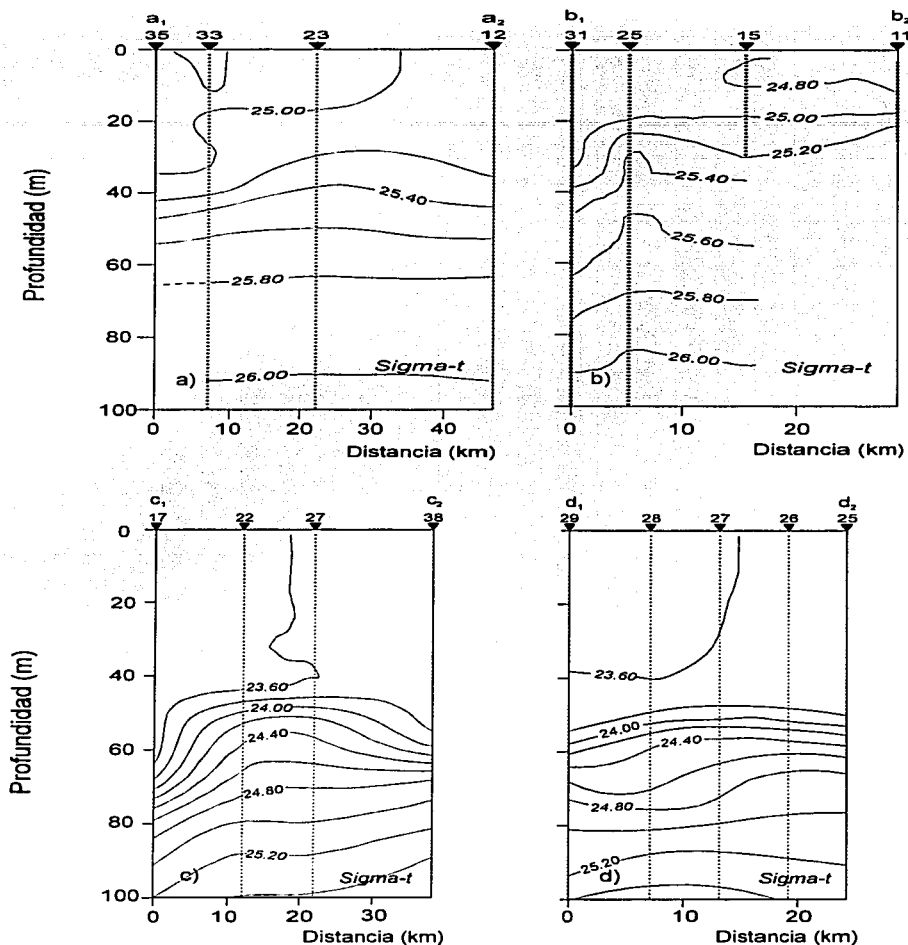 a₁ a₂ b₁ b₂
35 33 23 12 31 25 15 11
0
20
40
60
80
100
Profundidad (m)
25.00
25.40
25.80
26.00
a)
Sigma-t
0 10 20 30 40
Distancia (km)
24.80
25.00
25.20
25.40
25.60
25.80
26.00
b)
Sigma-t
0 10 20
Distancia (km)
c₁ c₂ d₁ d₂
17 22 27 38 29 28 27 26 25
0
20
40
60
80
100
Profundidad (m)
23.60
24.00
24.40
24.80
25.20
c)
Sigma-t
0 10 20 30
Distancia (km)
23.60
24.00
24.40
24.80
25.20
d)
Sigma-t
0 10 20
Distancia (km)